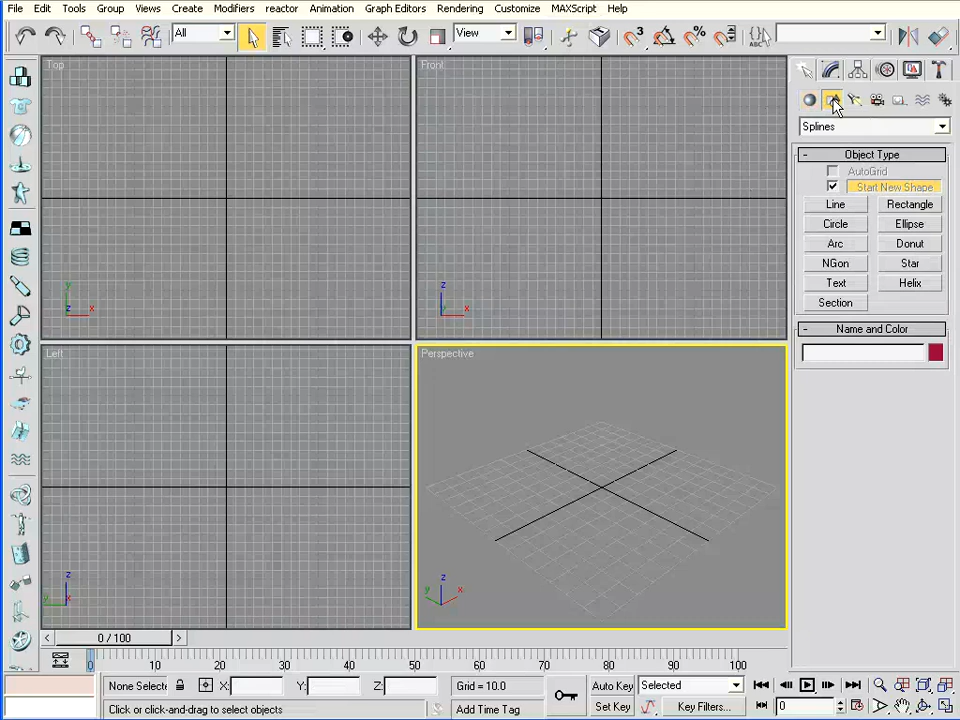 File Edit Tools Group Views Create Modifiers reactor Animation Graph Editors Rendering Customize MAXScript Help
All View 3 % ABC
Top Front
Splines
- Object Type
AutoGrid
Start New Shape
Line Rectangle
Circle Ellipse
Arc Donut
NGon Star
Text Helix
Section
- Name and Color
y z x
z y x
Left Perspective
z y x
z y x
< 0 / 100 >
0 10 20 30 40 50 60 70 80 90 100
None Selecte X: Y: Z: Grid = 10.0 Auto Key Selected
Click or click-and-drag to select objects Add Time Tag Set Key Key Filters... 0